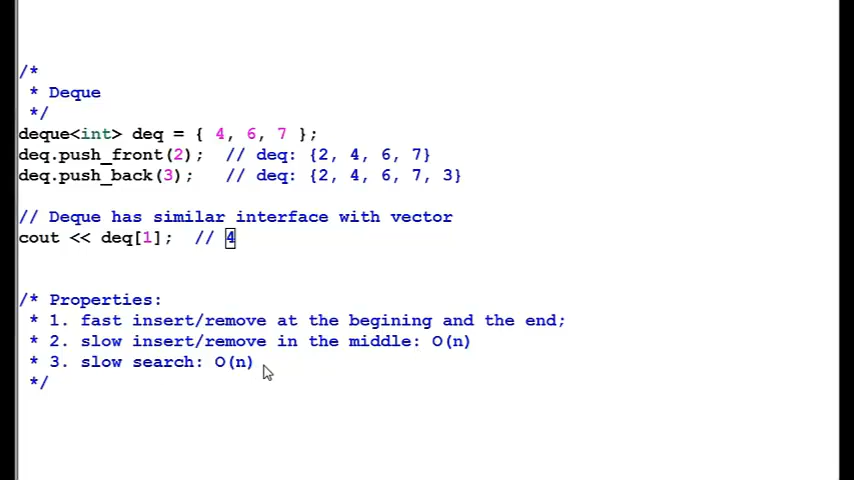 /*
 * Deque
 */
deque<int> deq = { 4, 6, 7 };
deq.push_front(2);  // deq: {2, 4, 6, 7}
deq.push_back(3);   // deq: {2, 4, 6, 7, 3}
// Deque has similar interface with vector
cout << deq[1];  // 4
/* Properties:
 * 1. fast insert/remove at the begining and the end;
 * 2. slow insert/remove in the middle: O(n)
 * 3. slow search: O(n)
 */